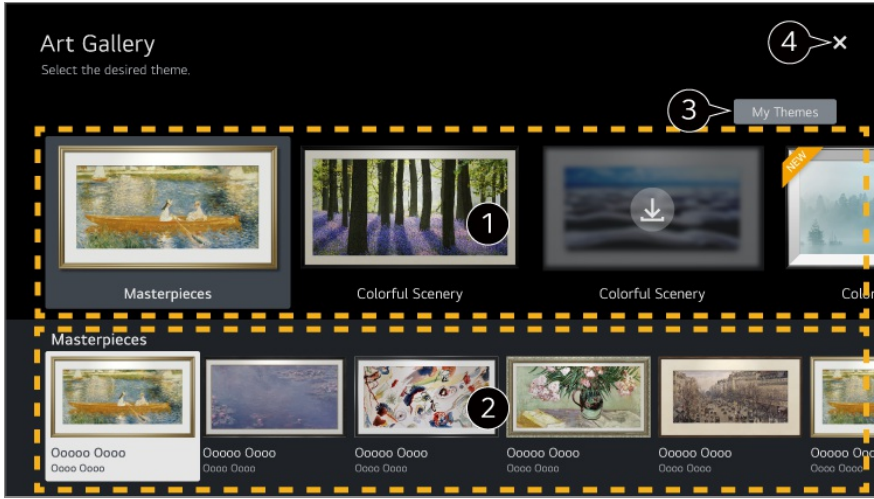 Art Gallery
Select the desired theme.
4
3
My Themes
NEW
1
Masterpieces
Colorful Scenery
Colorful Scenery
Color
Masterpieces
2
Ooooo Oooo
Ooooo Oooo
Ooooo Oooo
Ooooo Oooo
Ooooo Oooo
Ooooo Ooo
Oooo Oooo
Oooo Oooo
Oooo Oooo
Oooo Oooo
Oooo Oooo
Oooo Oooo